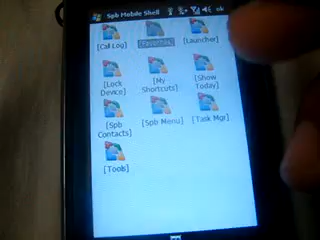 Spb Mobile Shell ok
[Call Log] [Favorites] [Launcher]
[Lock Device] [My Shortcuts] [Show Today]
[Spb Contacts] [Spb Menu] [Task Mgr]
[Tools]